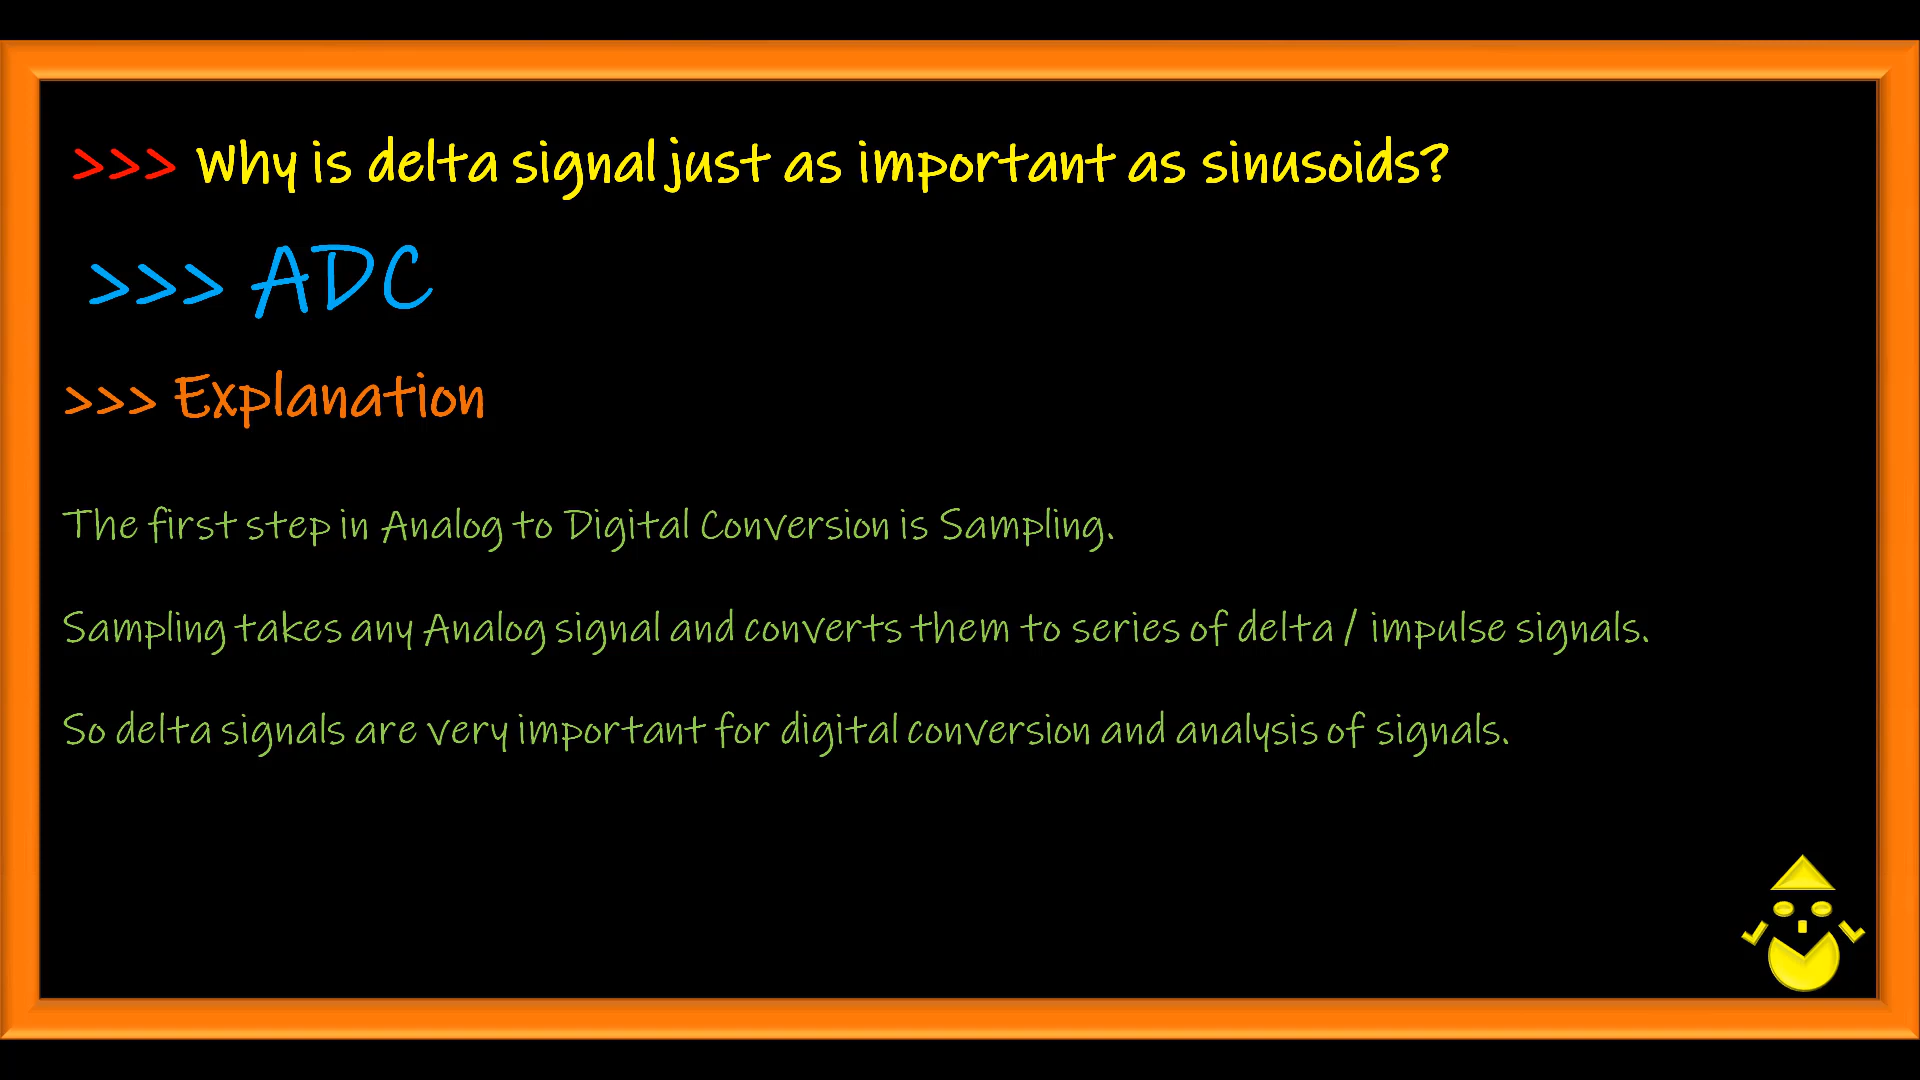 >>> Why is delta signal just as important as sinusoids?
>>> ADC
>>> Explanation
The first step in Analog to Digital Conversion is Sampling.
Sampling takes any Analog signal and converts them to series of delta / impulse signals.
So delta signals are very important for digital conversion and analysis of signals.